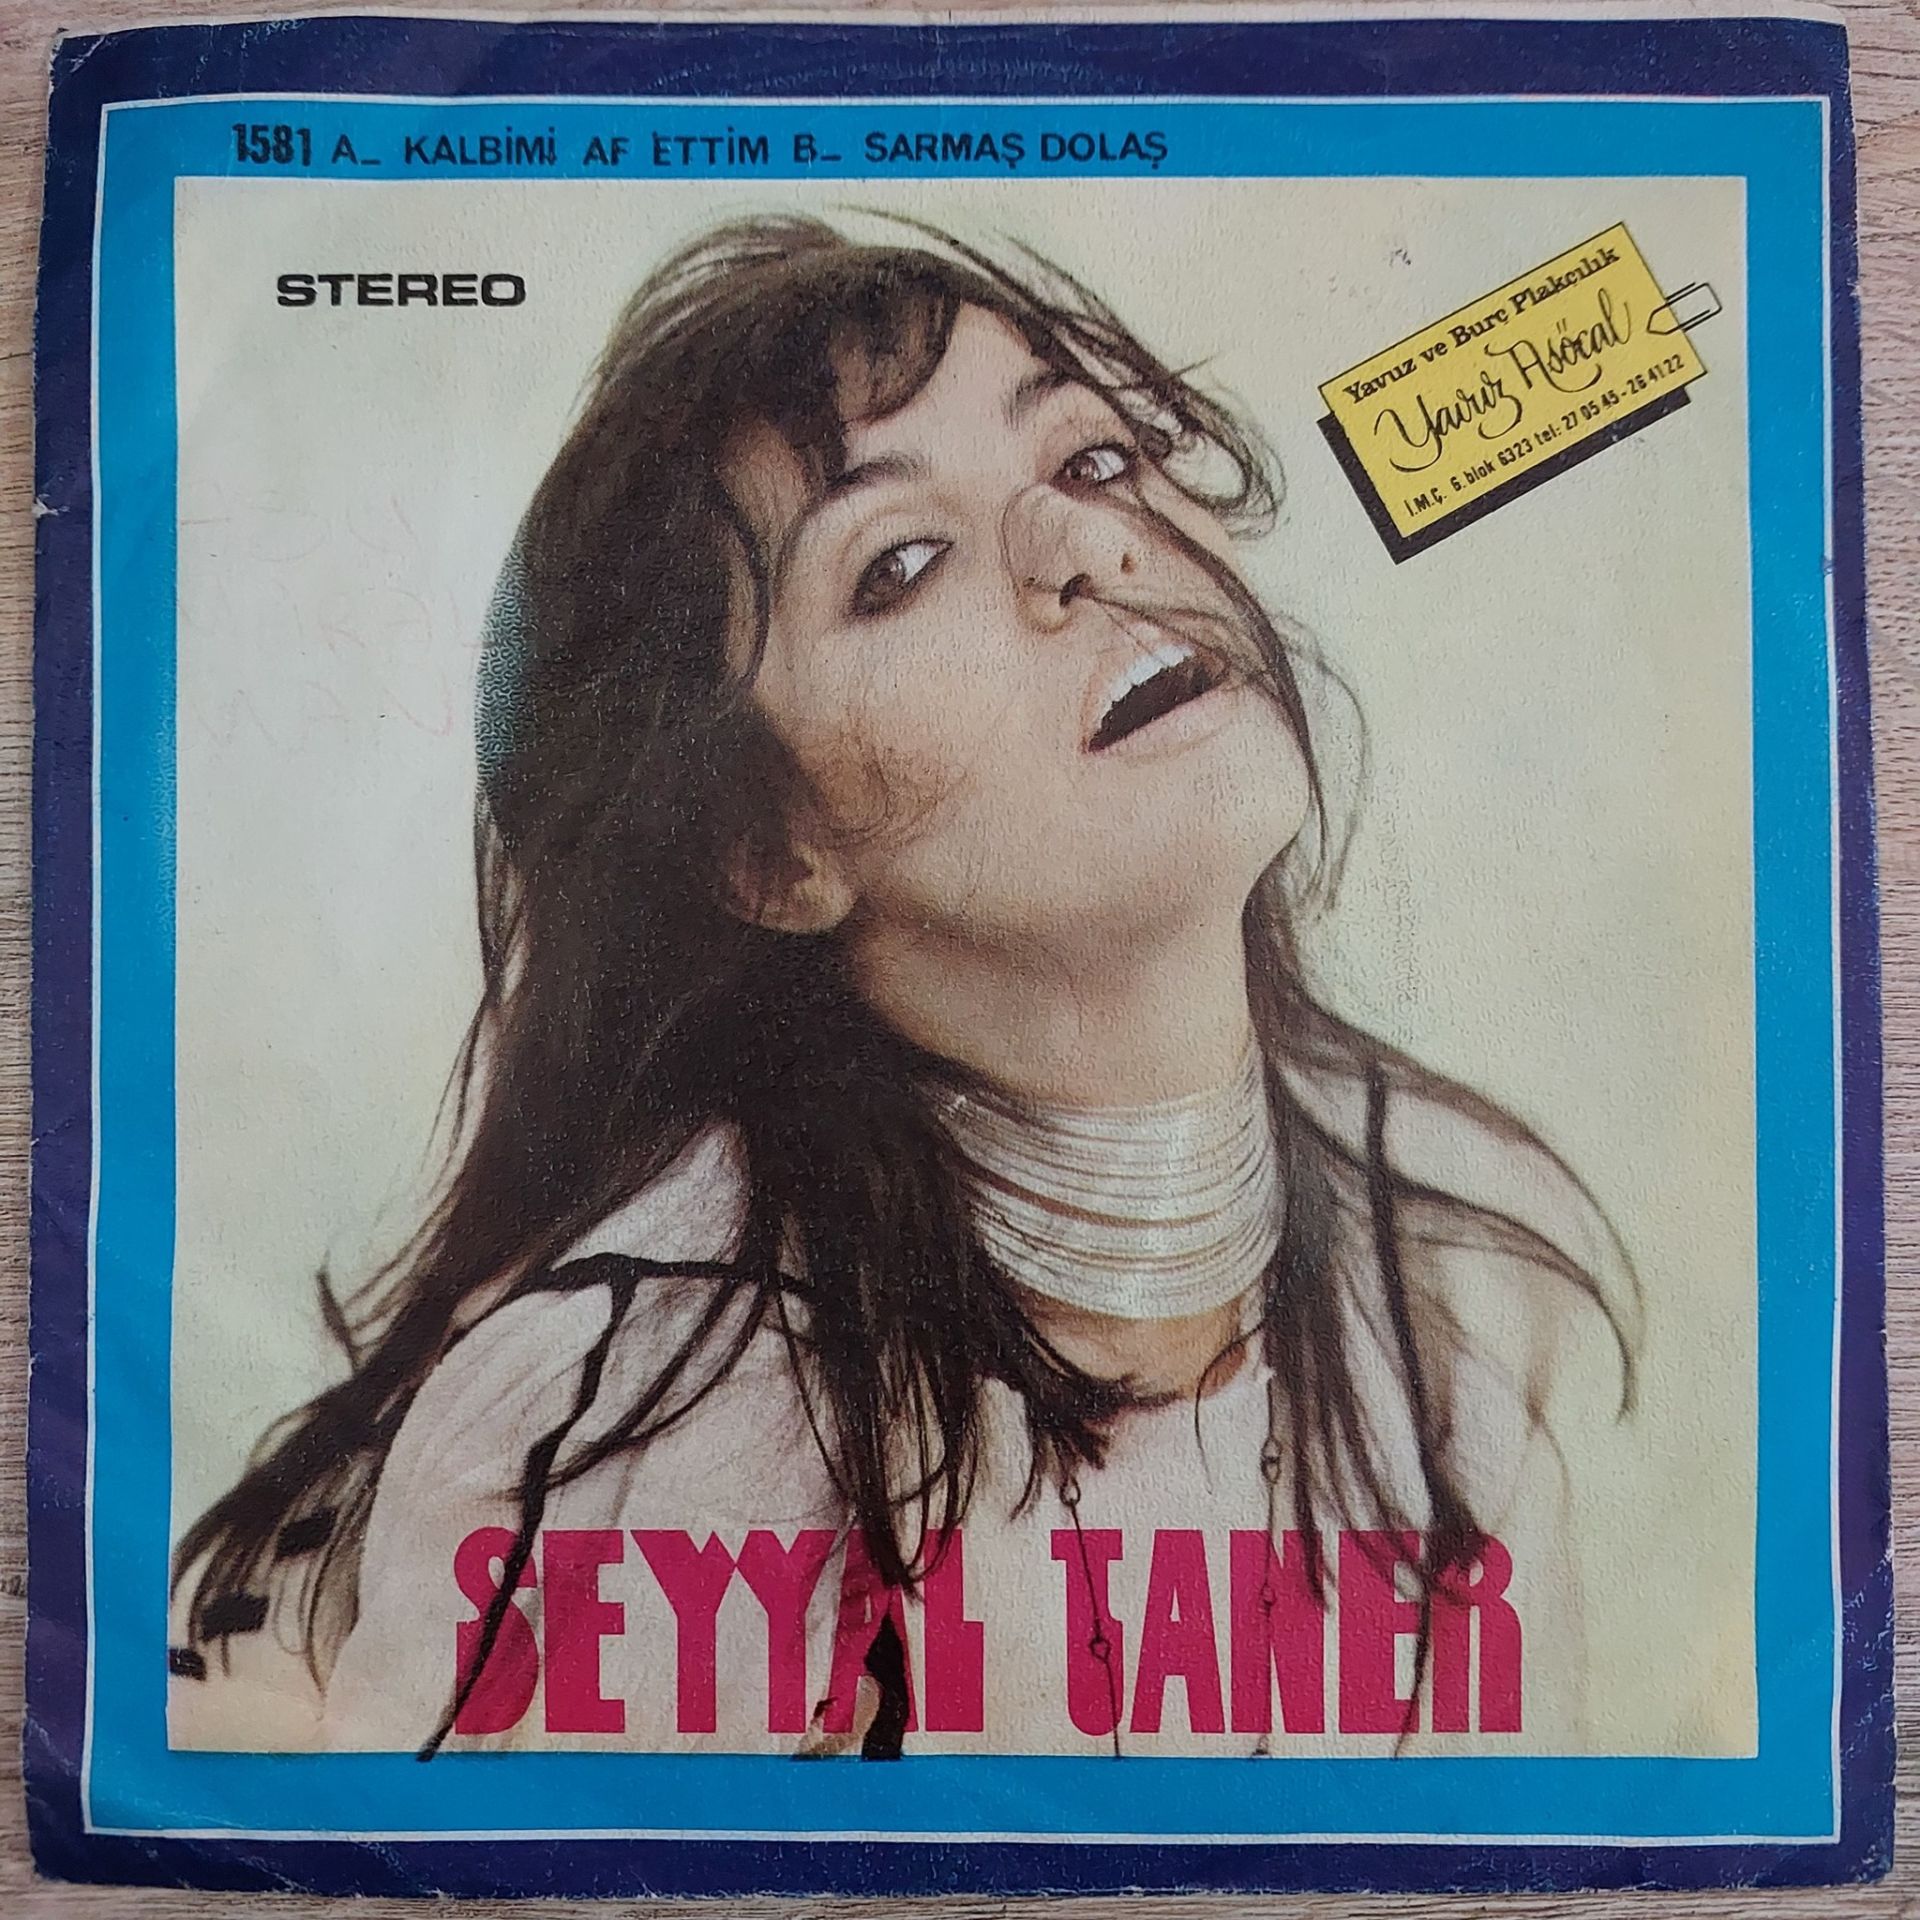 1581 A_ KALBİMİ AF ETTİM B_ SARMAŞ DOLAŞ
STEREO
Yavuz ve Burç Plakçılık
Yavuz Asöcal
İ.M.Ç. 6. blok 6323 tel: 27 05 45 - 26 41 22
SEYYAL TANER